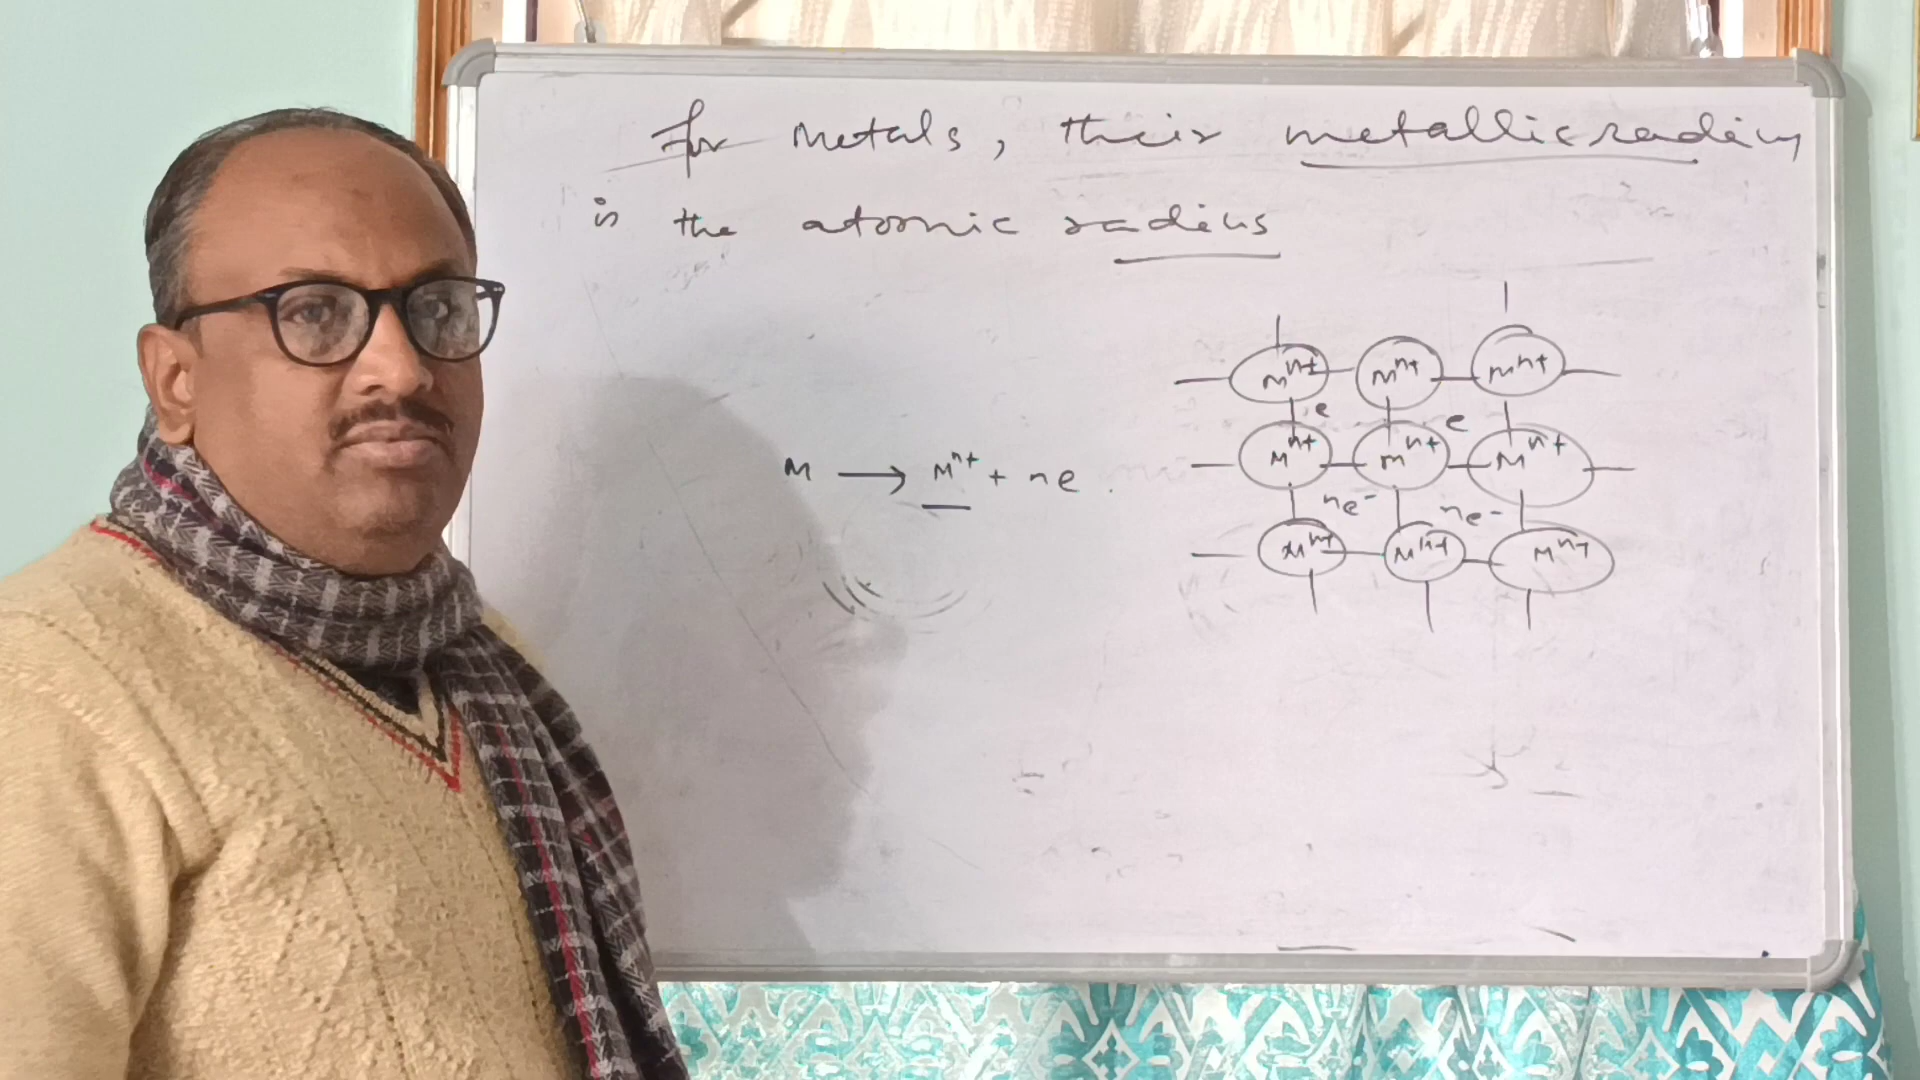 For metals, their metallic radius
is the atomic radius
M → Mⁿ⁺ + ne
Mⁿ⁺ Mⁿ⁺ Mⁿ⁺
e e
Mⁿ⁺ Mⁿ⁺ Mⁿ⁺
ne⁻ ne⁻
Mⁿ⁺ Mⁿ⁺ Mⁿ⁺